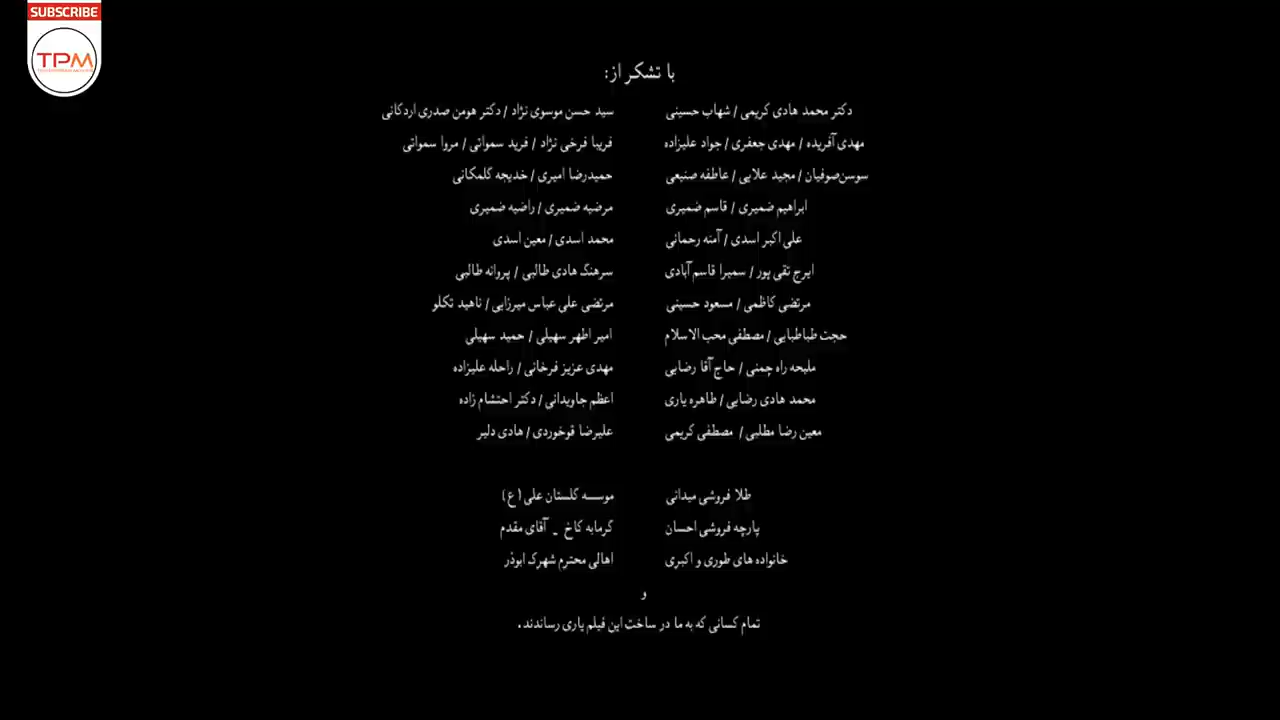 SUBSCRIBE
TPM
با تشکر از:
دکتر محمد هادی کریمی / شهاب حسینی سید حسن موسوی نژاد / دکتر هومن صدری اردکانی
مهدی آفریده / مهدی جعفری / جواد علیزاده فریبا فرخی نژاد / فرید سمواتی / مروا سمواتی
سوسن صوفیان / مجید علایی / عاطفه صنیعی حمیدرضا امیری / خدیجه گلمکانی
ابراهیم ضمیری / قاسم ضمیری مرضیه ضمیری / راضیه ضمیری
علی اکبر اسدی / آمنه رحمانی محمد اسدی / معین اسدی
ایرج تقی پور / سمیرا قاسم آبادی سرهنگ هادی طالبی / پروانه طالبی
مرتضی کاظمی / مسعود حسینی مرتضی علی عباس میرزایی / ناهید تکلو
حجت طباطبایی / مصطفی محب الاسلام امیر اطهر سهیلی / حمید سهیلی
ملیحه راه چمنی / حاج آقا رضایی مهدی عزیز فرخانی / راحله علیزاده
محمد هادی رضایی / طاهره یاری اعظم جاویدانی / دکتر احتشام زاده
معین رضا مطلبی / مصطفی کریمی علیرضا قوخوردی / هادی دلیر
طلا فروشی میدانی موسسه گلستان علی (ع)
پارچه فروشی احسان گرمابه کاخ - آقای مقدم
خانواده های طوری و اکبری اهالی محترم شهرک ابوذر
و
تمام کسانی که به ما در ساخت این فیلم یاری رساندند .